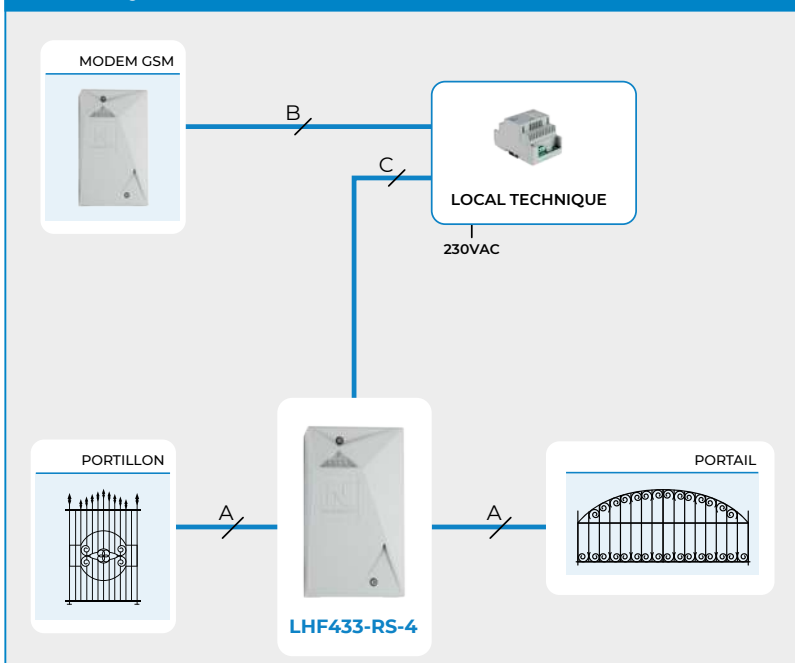 MODEM GSM
B
C
LOCAL TECHNIQUE
230VAC
PORTILLON
A
A
PORTAIL
LHF433-RS-4